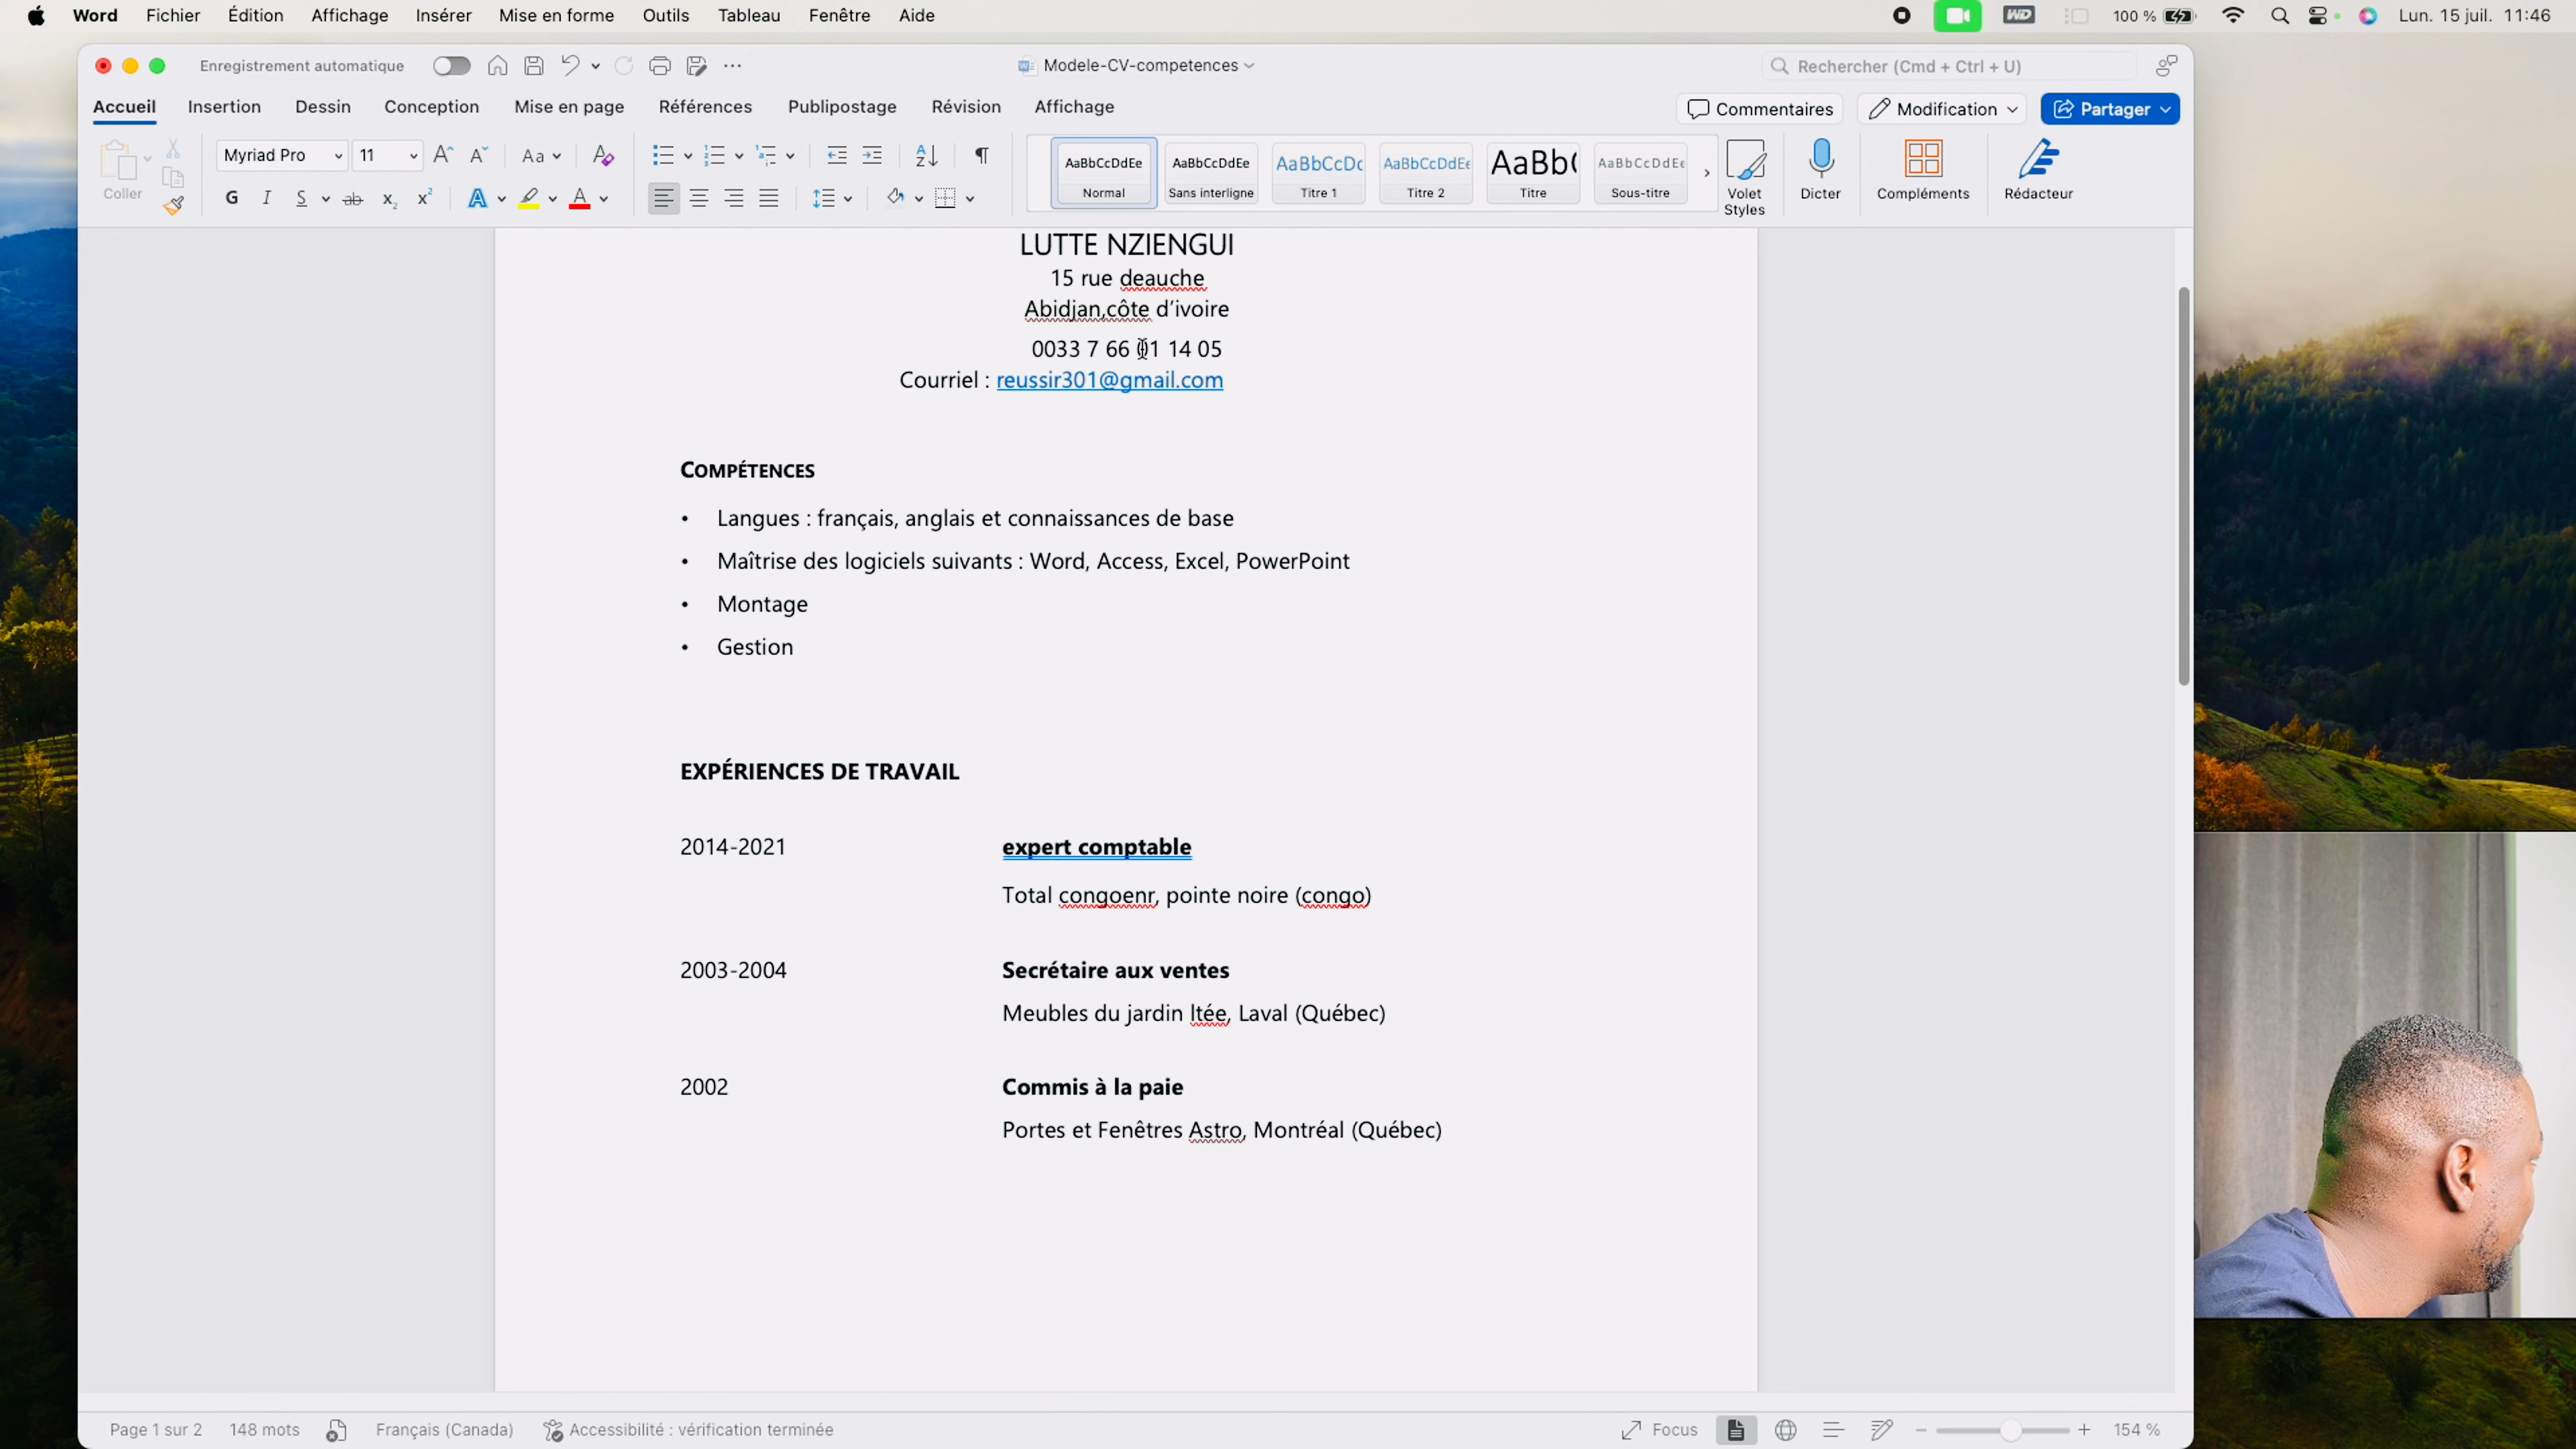 Word Fichier Édition Affichage Insérer Mise en forme Outils Tableau Fenêtre Aide WD 100 % Lun. 15 juil. 11:46
Enregistrement automatique Modele-CV-competences Rechercher (Cmd + Ctrl + U)
Accueil Insertion Dessin Conception Mise en page Références Publipostage Révision Affichage Commentaires Modification Partager
Coller Myriad Pro 11 Aa
G I S ab x₂ x² A A
AaBbCcDdEe AaBbCcDdEe AaBbCcDc AaBbCcDdEe AaBb( AaBbCcDdEe
Normal Sans interligne Titre 1 Titre 2 Titre Sous-titre Volet Styles Dicter Compléments Rédacteur
LUTTE NZIENGUI
15 rue deauche
Abidjan,côte d’ivoire
0033 7 66 01 14 05
Courriel : reussir301@gmail.com
COMPÉTENCES
• Langues : français, anglais et connaissances de base
• Maîtrise des logiciels suivants : Word, Access, Excel, PowerPoint
• Montage
• Gestion
EXPÉRIENCES DE TRAVAIL
2014-2021 expert comptable
Total congoenr, pointe noire (congo)
2003-2004 Secrétaire aux ventes
Meubles du jardin ltée, Laval (Québec)
2002 Commis à la paie
Portes et Fenêtres Astro, Montréal (Québec)
Page 1 sur 2 148 mots Français (Canada) Accessibilité : vérification terminée Focus 154 %